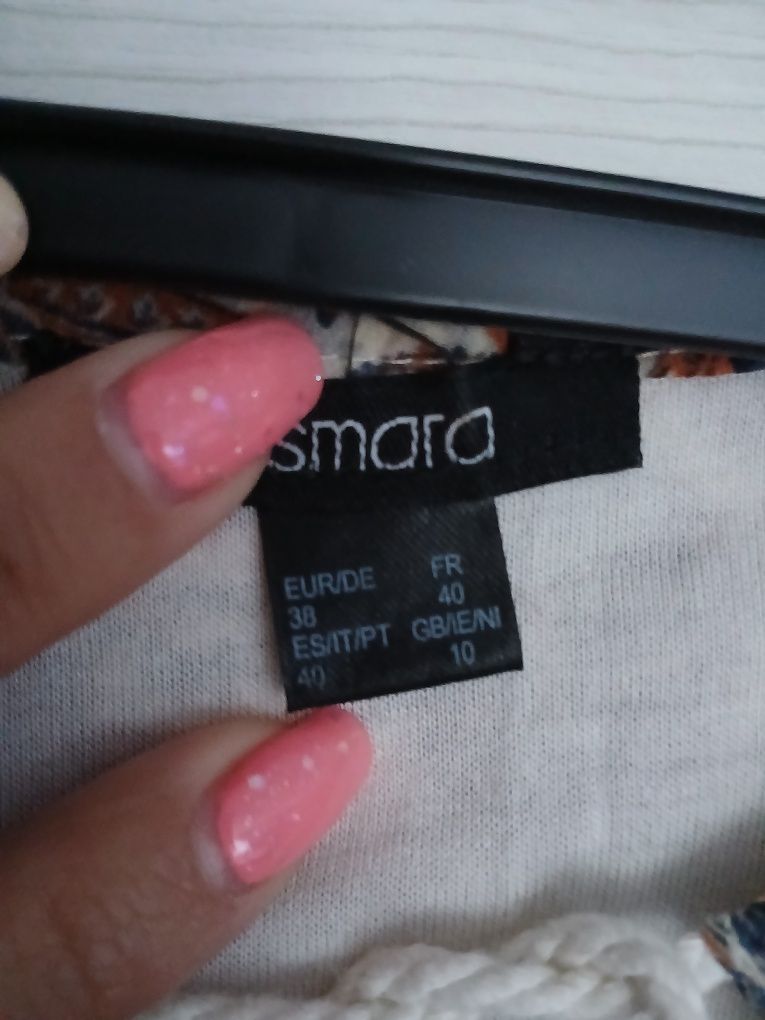 smara
EUR/DE FR
38 40
ES/IT/PT GB/IE/NI
40 10